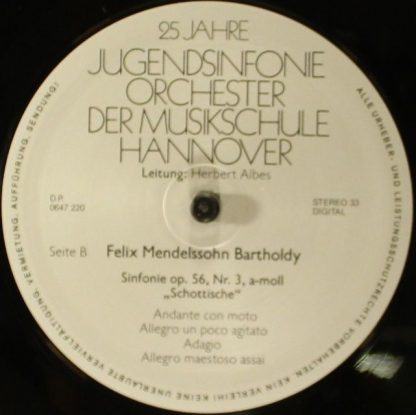 25 JAHRE
JUGENDSINFONIE
ORCHESTER
DER MUSIKSCHULE
HANNOVER
Leitung: Herbert Albes
D.P.
0647 220
STEREO 33
DIGITAL
Seite B Felix Mendelssohn Bartholdy
Sinfonie op. 56, Nr. 3, a-moll
„Schottische“
Andante con moto
Allegro un poco agitato
Adagio
Allegro maestoso assai
ALLE URHEBER- UND LEISTUNGSSCHUTZRECHTE VORBEHALTEN. KEIN VERLEIH! KEINE UNERLAUBTE VERVIELFÄLTIGUNG, VERMIETUNG, AUFFÜHRUNG, SENDUNG!